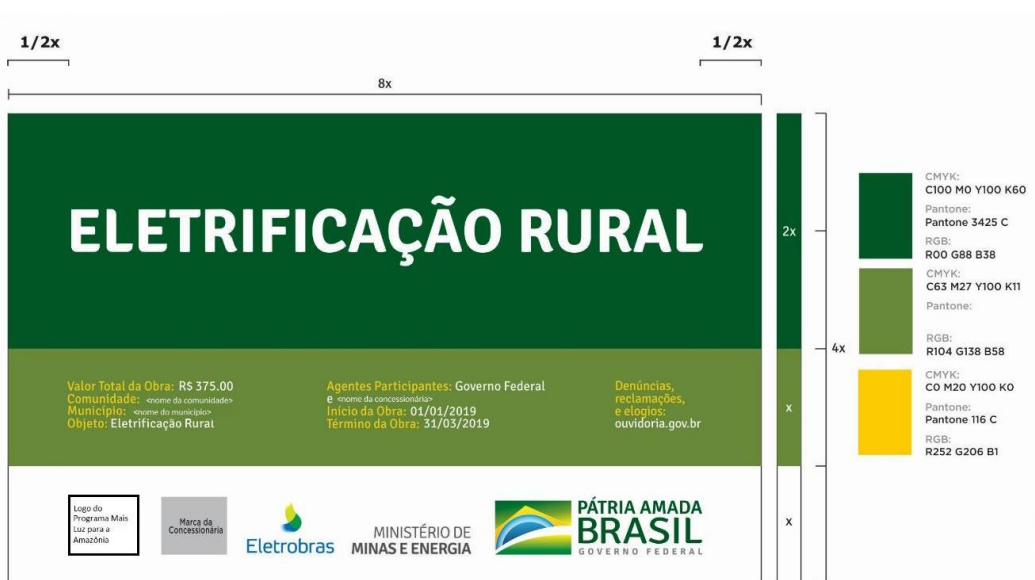 1/2x
1/2x
8x
ELETRIFICAÇÃO RURAL
2x
4x
x
x
Valor Total da Obra: R$ 375.00
Comunidade: <nome da comunidade>
Município: <nome do município>
Objeto: Eletrificação Rural
Agentes Participantes: Governo Federal
e <nome da concessionária>
Início da Obra: 01/01/2019
Término da Obra: 31/03/2019
Denúncias,
reclamações,
e elogios:
ouvidoria.gov.br
Logo do
Programa Mais
Luz para a
Amazônia
Marca da
Concessionária
Eletrobras
MINISTÉRIO DE
MINAS E ENERGIA
PÁTRIA AMADA
BRASIL
GOVERNO FEDERAL
CMYK:
C100 M0 Y100 K60
Pantone:
Pantone 3425 C
RGB:
R00 G88 B38
CMYK:
C63 M27 Y100 K11
Pantone:
RGB:
R104 G138 B58
CMYK:
C0 M20 Y100 K0
Pantone:
Pantone 116 C
RGB:
R252 G206 B1